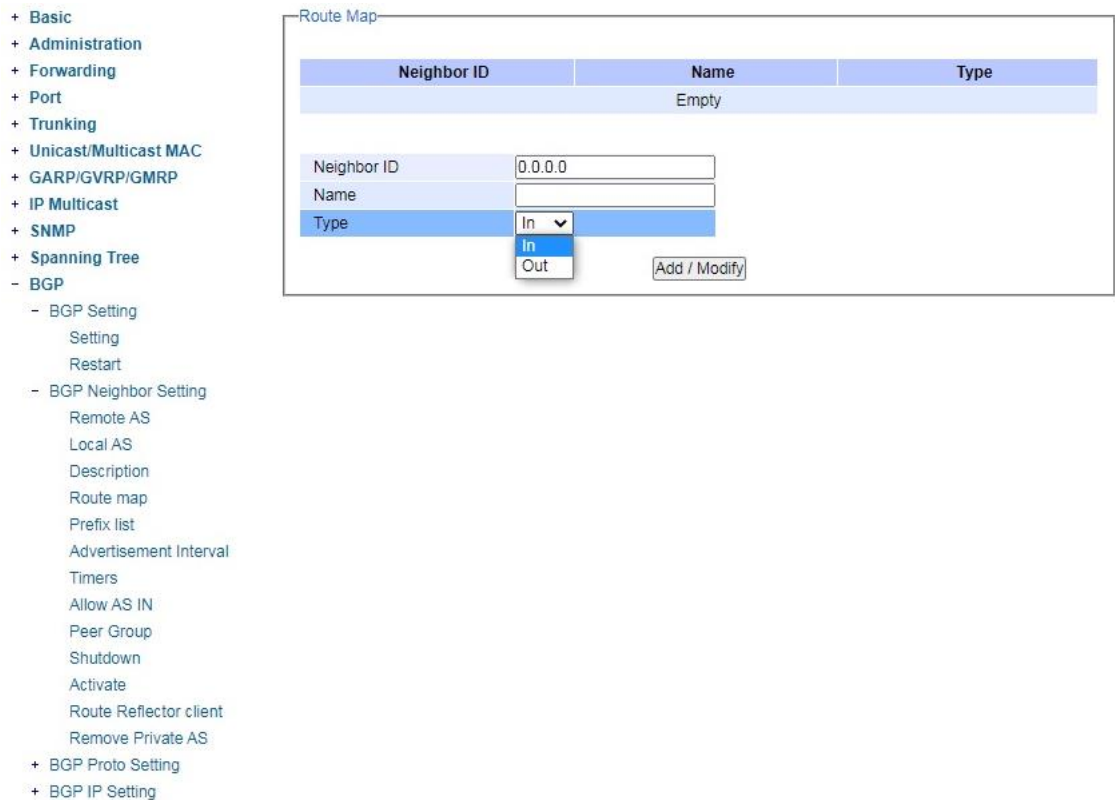 + Basic
+ Administration
+ Forwarding
+ Port
+ Trunking
+ Unicast/Multicast MAC
+ GARP/GVRP/GMRP
+ IP Multicast
+ SNMP
+ Spanning Tree
- BGP
- BGP Setting
Setting
Restart
- BGP Neighbor Setting
Remote AS
Local AS
Description
Route map
Prefix list
Advertisement Interval
Timers
Allow AS IN
Peer Group
Shutdown
Activate
Route Reflector client
Remove Private AS
+ BGP Proto Setting
+ BGP IP Setting
Route Map
Neighbor ID Name Type
Empty
Neighbor ID 0.0.0.0
Name
Type In
In
Out
Add / Modify